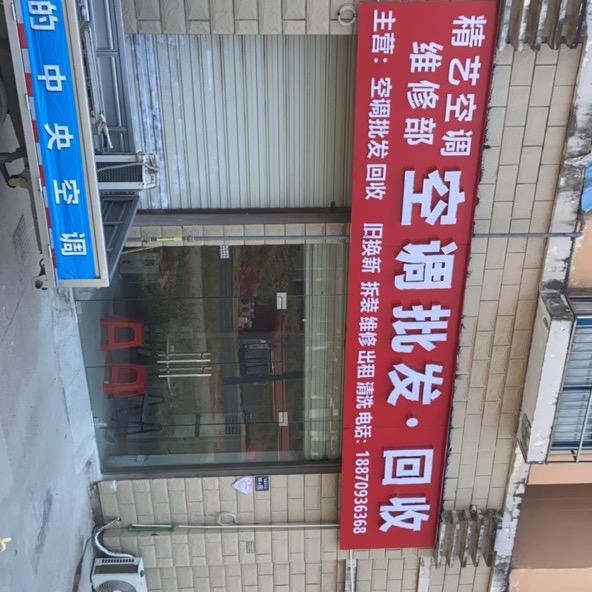 精艺空调
维修部
空调批发·回收
主营：空调批发 回收 旧换新 拆装 维修 出租 清洗 电话：18870936368
的中央空调